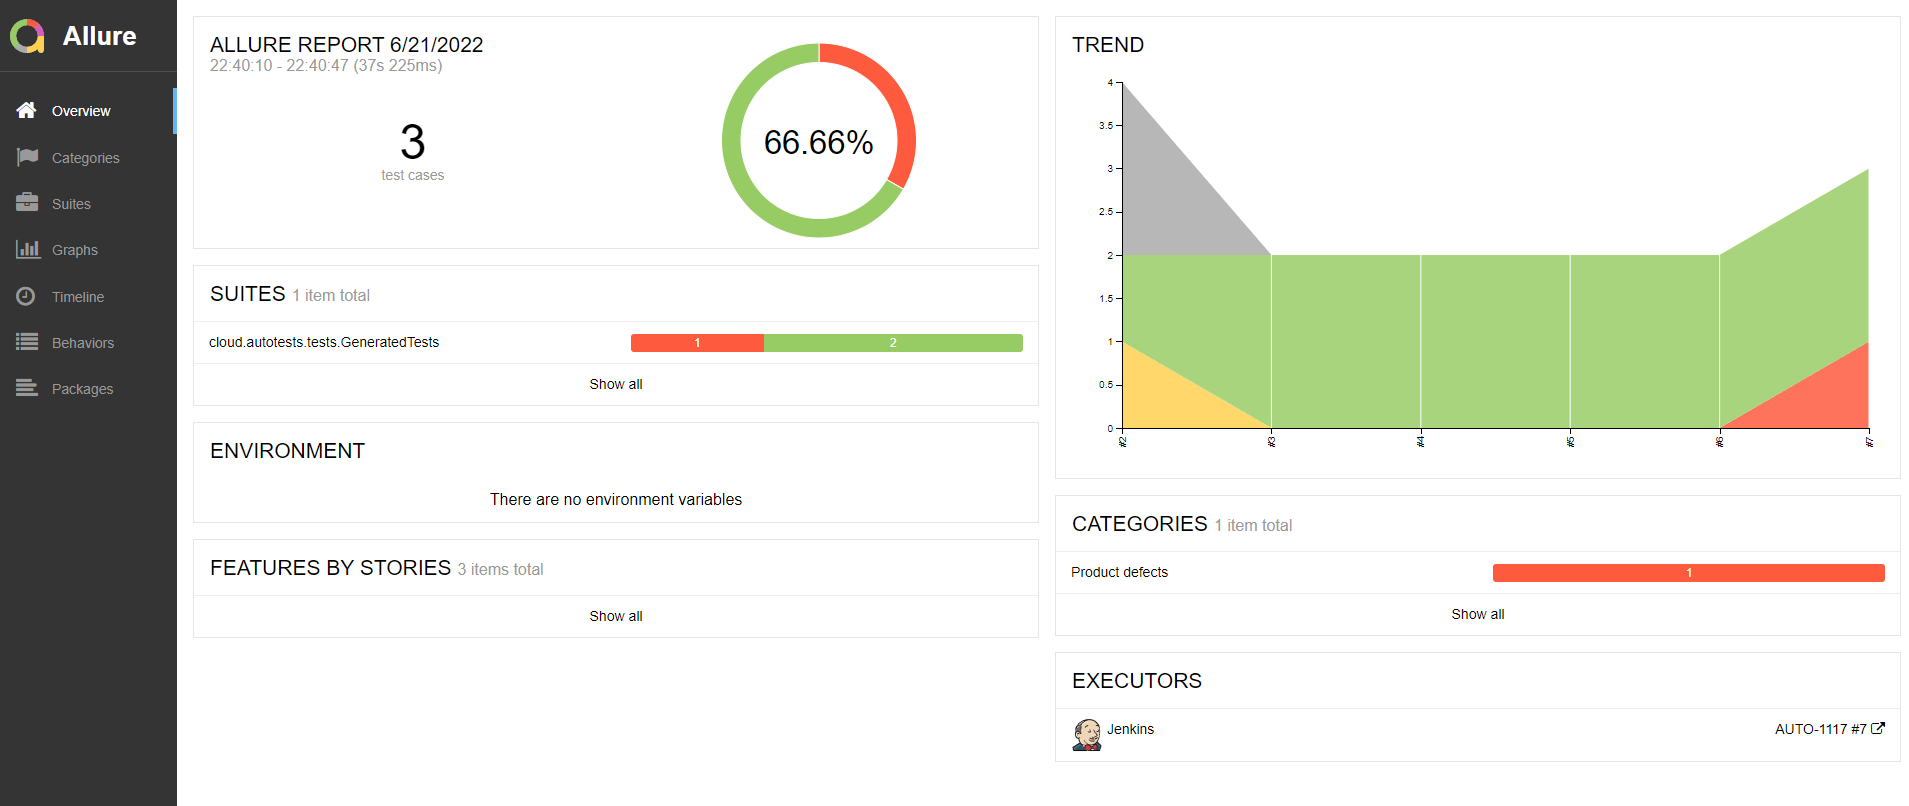 Allure
Overview
Categories
Suites
Graphs
Timeline
Behaviors
Packages
ALLURE REPORT 6/21/2022
22:40:10 - 22:40:47 (37s 225ms)
3
test cases
66.66%
SUITES 1 item total
cloud.autotests.tests.GeneratedTests 1 2
Show all
ENVIRONMENT
There are no environment variables
FEATURES BY STORIES 3 items total
Show all
TREND
4
3.5
3
2.5
2
1.5
1
0.5
0
#2 #3 #4 #5 #6 #7
CATEGORIES 1 item total
Product defects 1
Show all
EXECUTORS
Jenkins AUTO-1117 #7